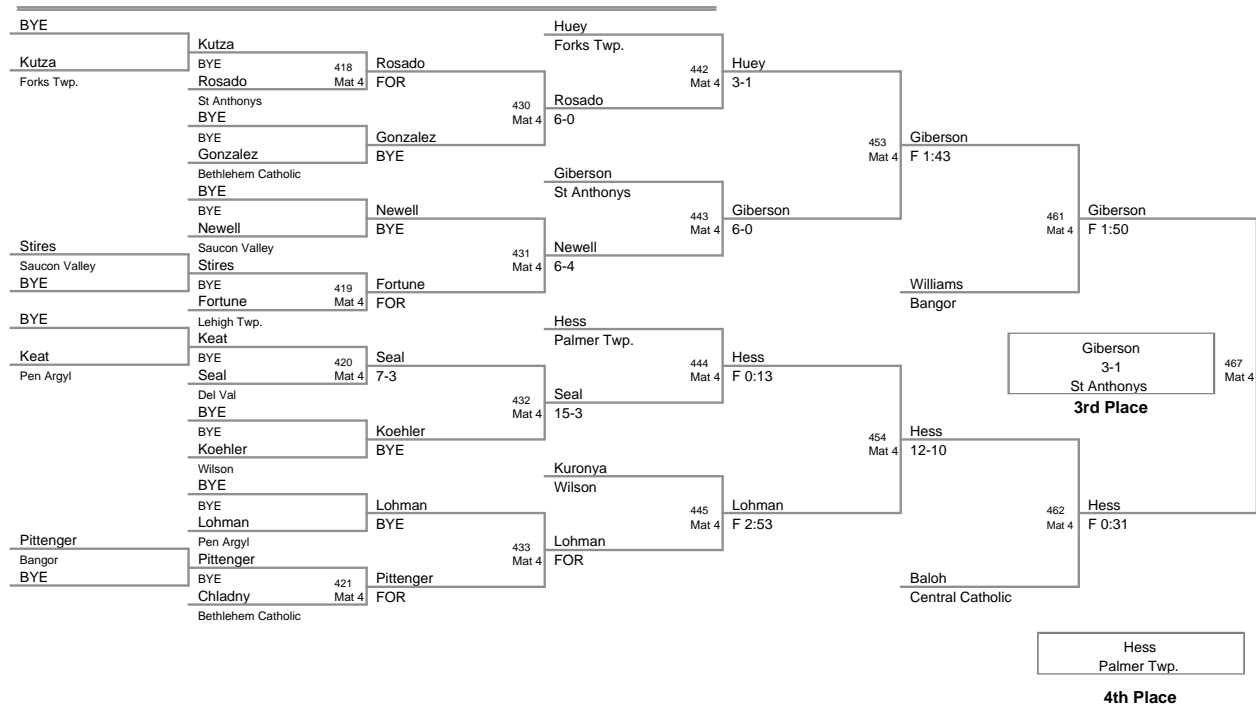 BYE
Kutza
Forks Twp.
Stires
Saucon Valley
BYE
BYE
Keat
Pen Argyl
Pittenger
Bangor
BYE
Kutza
BYE
Rosado
St Anthonys
BYE
BYE
Gonzalez
Bethlehem Catholic
BYE
BYE
Newell
Saucon Valley
Stires
BYE
Fortune
Lehigh Twp.
Keat
BYE
Seal
Del Val
BYE
BYE
Koehler
Wilson
BYE
BYE
Lohman
Pen Argyl
Pittenger
BYE
Chladny
Bethlehem Catholic
418
Mat 4
419
Mat 4
420
Mat 4
421
Mat 4
Rosado
FOR
Gonzalez
BYE
Newell
BYE
Fortune
FOR
Seal
7-3
Koehler
BYE
Lohman
BYE
Pittenger
FOR
430
Mat 4
431
Mat 4
432
Mat 4
433
Mat 4
Huey
Forks Twp.
Rosado
6-0
Giberson
St Anthonys
Newell
6-4
Hess
Palmer Twp.
Seal
15-3
Kuronya
Wilson
Lohman
FOR
442
Mat 4
443
Mat 4
444
Mat 4
445
Mat 4
Huey
3-1
Giberson
6-0
Hess
F 0:13
Lohman
F 2:53
453
Mat 4
454
Mat 4
Giberson
F 1:43
Williams
Bangor
Hess
12-10
Baloh
Central Catholic
461
Mat 4
462
Mat 4
Giberson
F 1:50
Hess
F 0:31
467
Mat 4
Giberson
3-1
St Anthonys
3rd Place
Hess
Palmer Twp.
4th Place